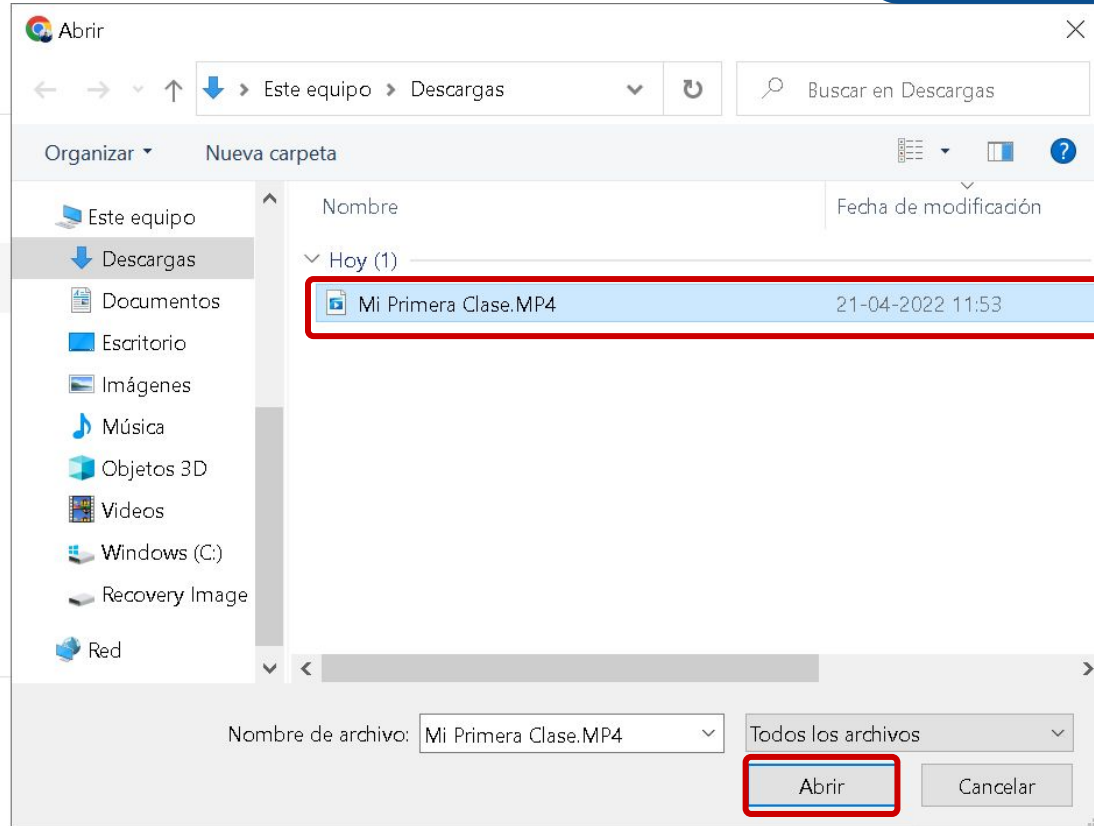 Abrir
Este equipo > Descargas
Buscar en Descargas
Organizar
Nueva carpeta
Nombre
Fecha de modificación
Este equipo
Descargas
Documentos
Escritorio
Imágenes
Música
Objetos 3D
Videos
Windows (C:)
Recovery Image
Red
Hoy (1)
Mi Primera Clase.MP4 21-04-2022 11:53
Nombre de archivo: Mi Primera Clase.MP4
Todos los archivos
Abrir
Cancelar